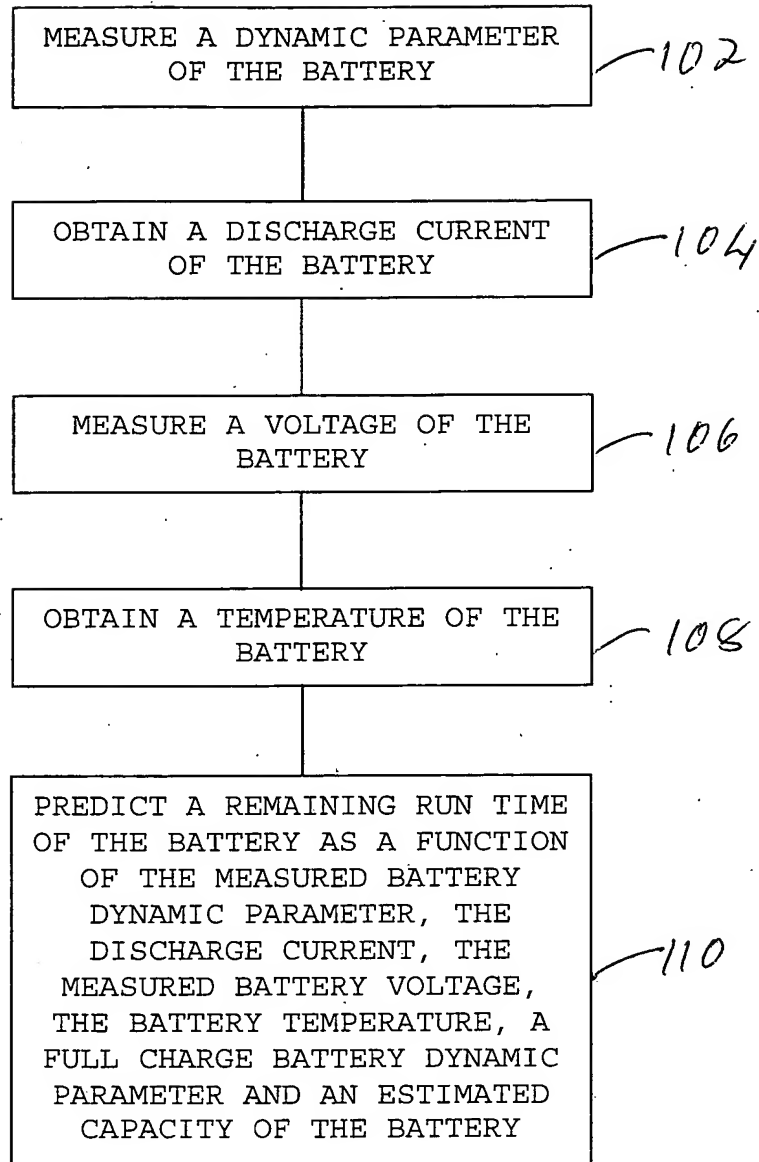 MEASURE A DYNAMIC PARAMETER
OF THE BATTERY
102
OBTAIN A DISCHARGE CURRENT
OF THE BATTERY
104
MEASURE A VOLTAGE OF THE
BATTERY
106
OBTAIN A TEMPERATURE OF THE
BATTERY
108
PREDICT A REMAINING RUN TIME
OF THE BATTERY AS A FUNCTION
OF THE MEASURED BATTERY
DYNAMIC PARAMETER, THE
DISCHARGE CURRENT, THE
MEASURED BATTERY VOLTAGE,
THE BATTERY TEMPERATURE, A
FULL CHARGE BATTERY DYNAMIC
PARAMETER AND AN ESTIMATED
CAPACITY OF THE BATTERY
110